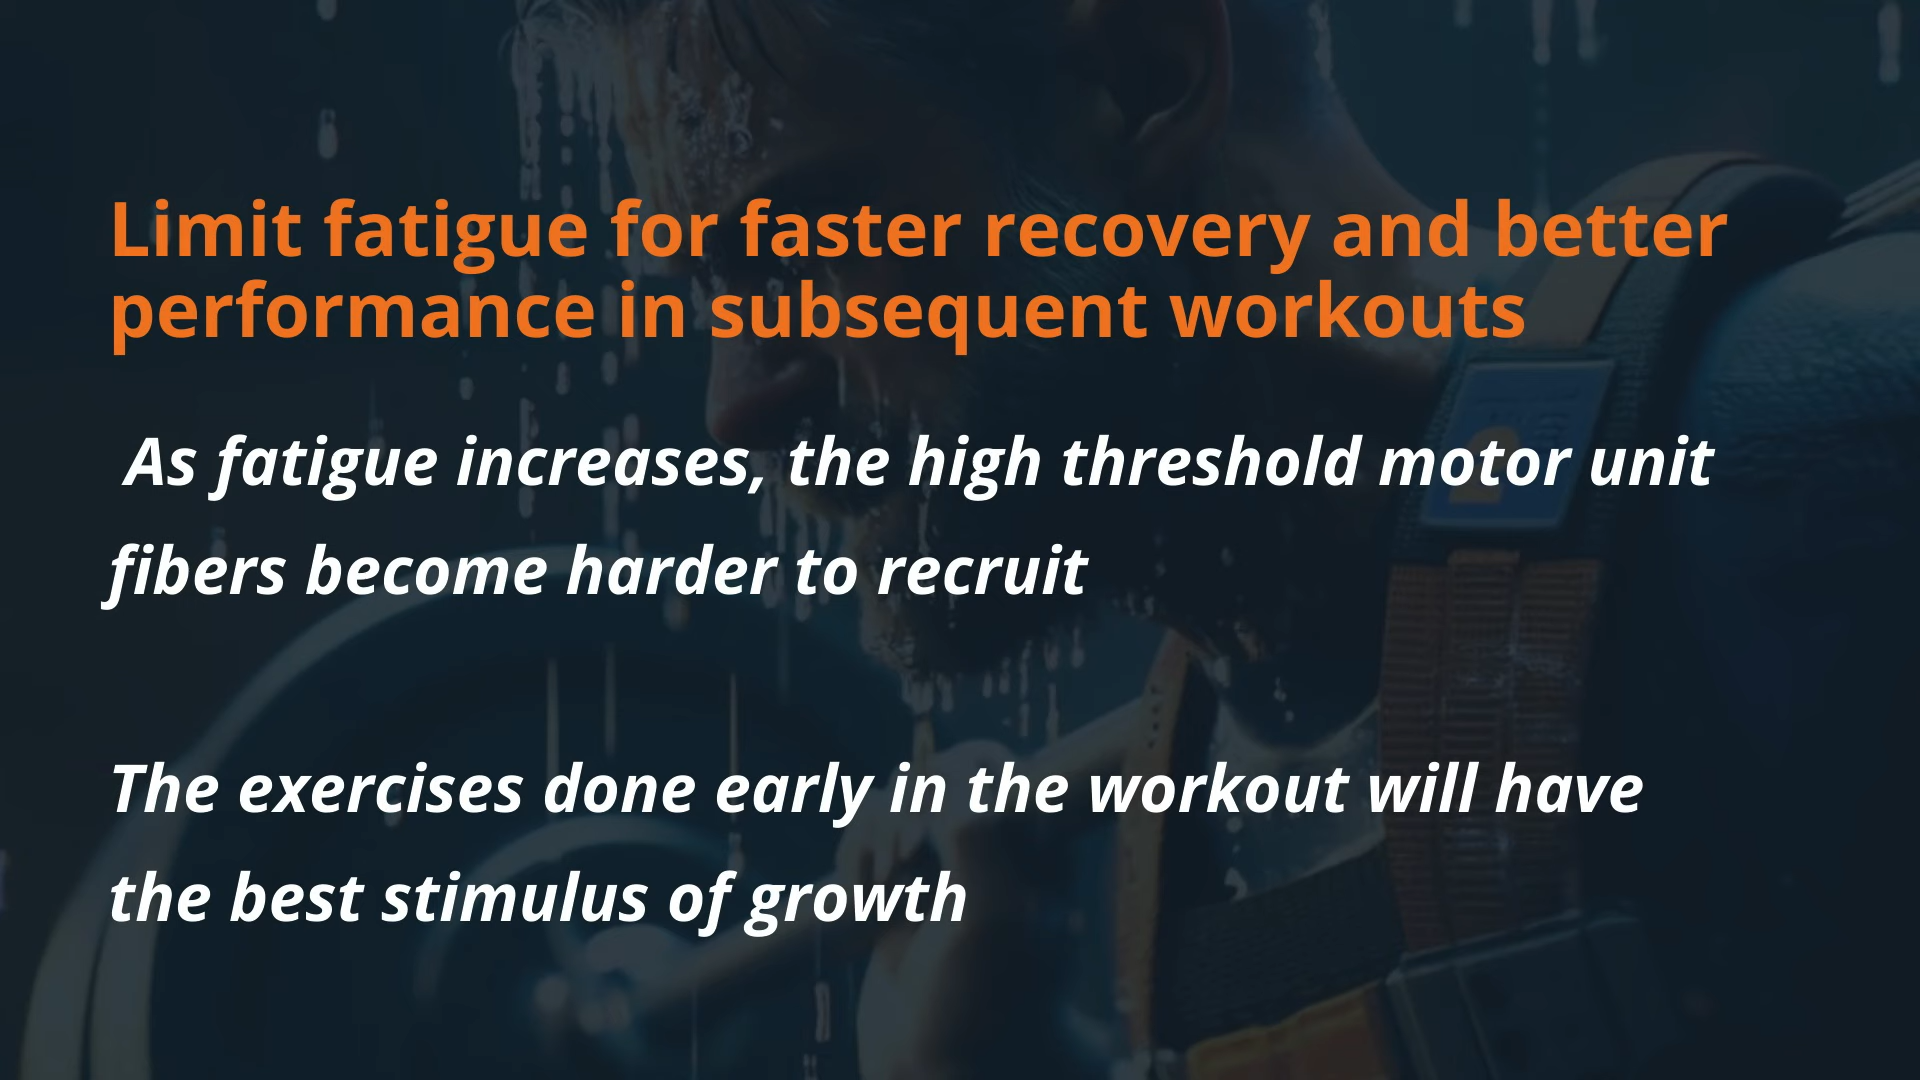 Limit fatigue for faster recovery and better
performance in subsequent workouts
As fatigue increases, the high threshold motor unit
fibers become harder to recruit
The exercises done early in the workout will have
the best stimulus of growth